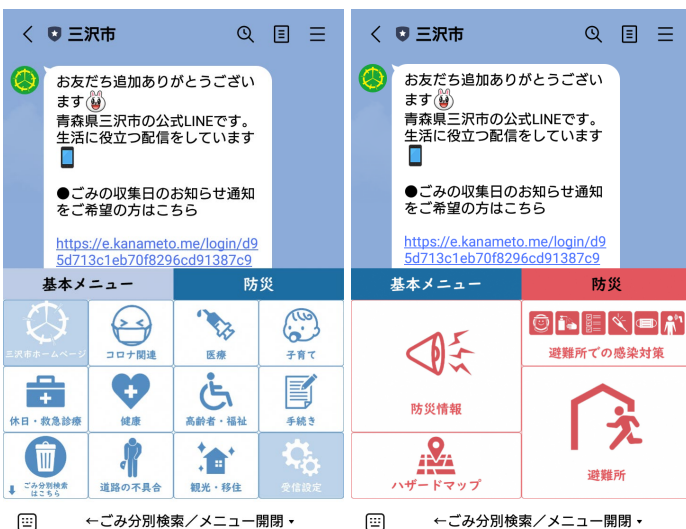 三沢市
お友だち追加ありがとうござい
ます
青森県三沢市の公式LINEです。
生活に役立つ配信をしています
●ごみの収集日のお知らせ通知
をご希望の方はこちら
https://e.kanameto.me/login/d9
5d713c1eb70f8296cd91387c9
基本メニュー
防災
三沢市ホームページ
コロナ関連
医療
子育て
休日・救急診療
健康
高齢者・福祉
手続き
ごみ分別検索
はこちら
道路の不具合
観光・移住
受信設定
←ごみ分別検索／メニュー開閉
三沢市
お友だち追加ありがとうござい
ます
青森県三沢市の公式LINEです。
生活に役立つ配信をしています
●ごみの収集日のお知らせ通知
をご希望の方はこちら
https://e.kanameto.me/login/d9
5d713c1eb70f8296cd91387c9
基本メニュー
防災
防災情報
避難所での感染対策
ハザードマップ
避難所
←ごみ分別検索／メニュー開閉